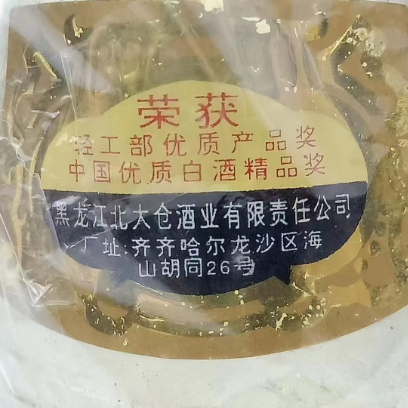 荣获
轻工部优质产品奖
中国优质白酒精品奖
黑龙江北大仓酒业有限责任公司
厂址:齐齐哈尔龙沙区海
山胡同26号